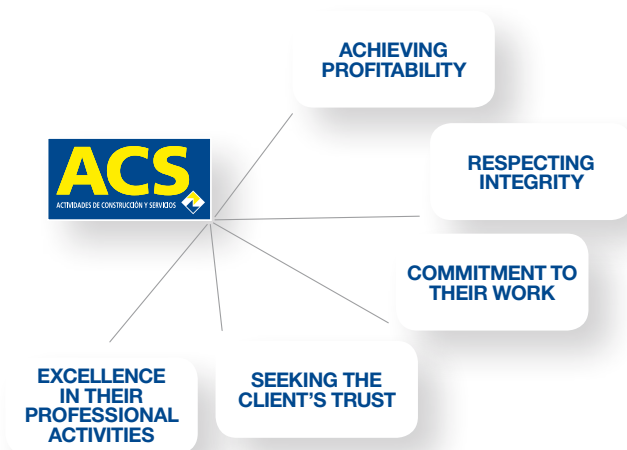 ACHIEVING
PROFITABILITY
ACS
ACTIVIDADES DE CONSTRUCCIÓN Y SERVICIOS
RESPECTING
INTEGRITY
COMMITMENT TO
THEIR WORK
SEEKING THE
CLIENT'S TRUST
EXCELLENCE
IN THEIR
PROFESSIONAL
ACTIVITIES